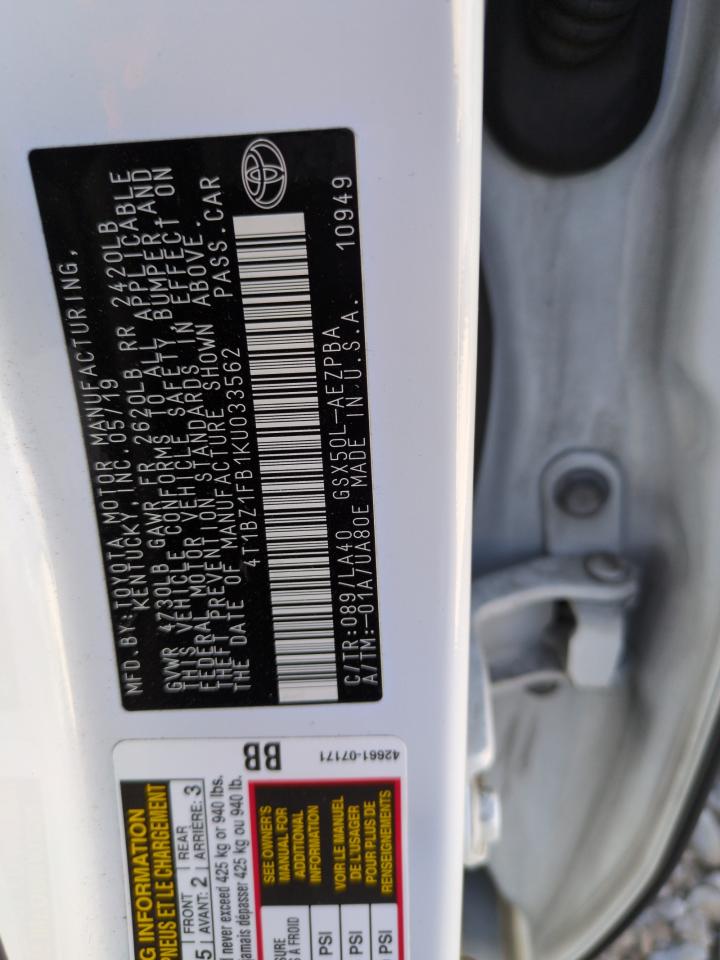 MFD.BY:TOYOTA MOTOR MANUFACTURING,
KENTUCKY, INC. 05/19
GVWR 4730LB GAWR FR 2620LB RR 2420LB
THIS VEHICLE CONFORMS TO ALL APPLICABLE
FEDERAL MOTOR VEHICLE SAFETY, BUMPER AND
THEFT PREVENTION STANDARDS IN EFFECT ON
THE DATE OF MANUFACTURE SHOWN ABOVE.
4T1BZ1FB1KU033562 PASS.CAR
C/TR:089/LA40 GSX50L-AEZPBA 10949
A/TM:-01A/UA80E MADE IN U.S.A.
G INFORMATION
PNEUS ET LE CHARGEMENT
5 FRONT AVANT: 2 REAR ARRIÈRE: 3
never exceed 425 kg or 940 lbs.
jamais dépasser 425 kg ou 940 lb.
BB
42661-07171
SEE OWNER'S
MANUAL FOR
ADDITIONAL
INFORMATION
VOIR LE MANUEL
DE L'USAGER
POUR PLUS DE
RENSEIGNEMENTS
À FROID
PSI
PSI
PSI